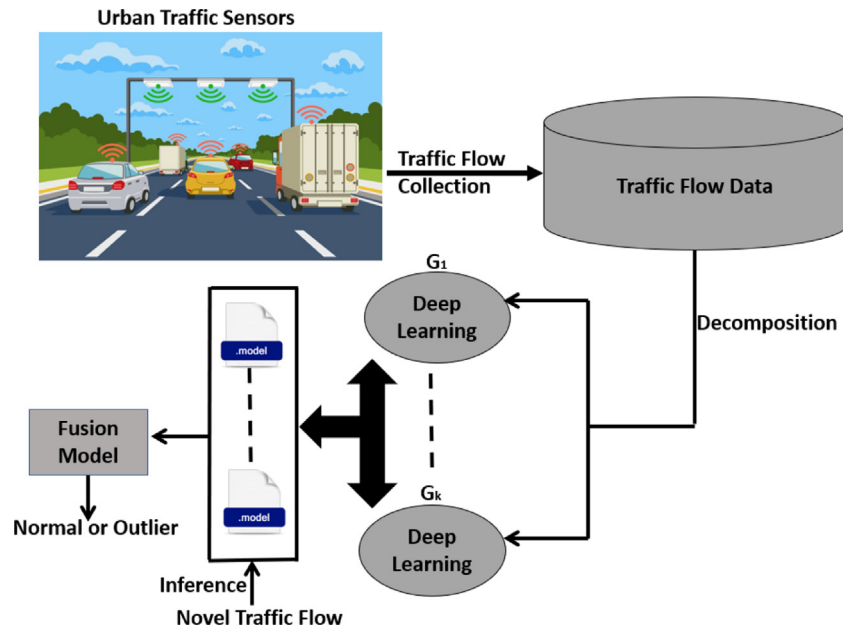 Urban Traffic Sensors
Traffic Flow
Collection
Traffic Flow Data
Decomposition
G1
Deep
Learning
.model
Fusion
Model
Normal or Outlier
.model
Gk
Deep
Learning
Inference
Novel Traffic Flow